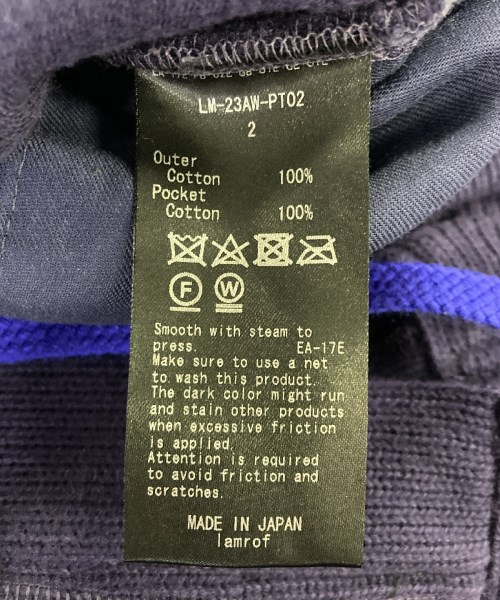 LM-23AW-PT02
2
Outer
Cotton 100%
Pocket
Cotton 100%
F W
Smooth with steam to
press. EA-17E
Make sure to use a net
to wash this product.
The dark color might run
and stain other products
when excessive friction
is applied.
Attention is required
to avoid friction and
scratches.
MADE IN JAPAN
lamrof